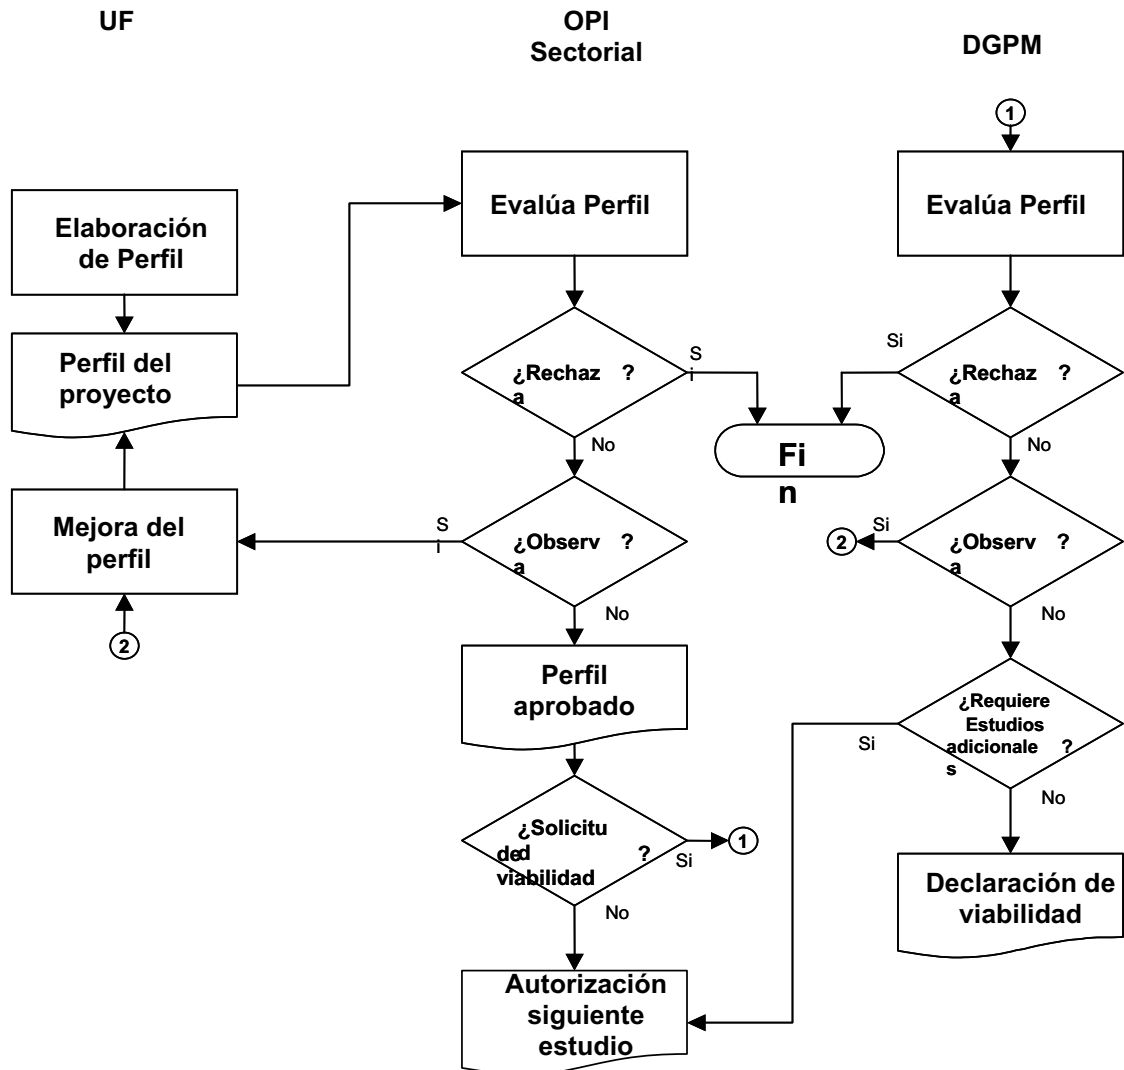 UF
OPI
Sectorial
DGPM
1
Elaboración
de Perfil
Perfil del
proyecto
Mejora del
perfil
2
Evalúa Perfil
¿Rechaz ?
a
S
i
No
Fi
n
¿Observ ?
a
S
i
No
Perfil
aprobado
¿Solicitu
d
de ?
viabilidad
Si
1
No
Autorización
siguiente
estudio
Evalúa Perfil
Si
¿Rechaz ?
a
No
2
Si
¿Observ ?
a
No
¿Requiere
Estudios
adicionale ?
s
Si
No
Declaración de
viabilidad